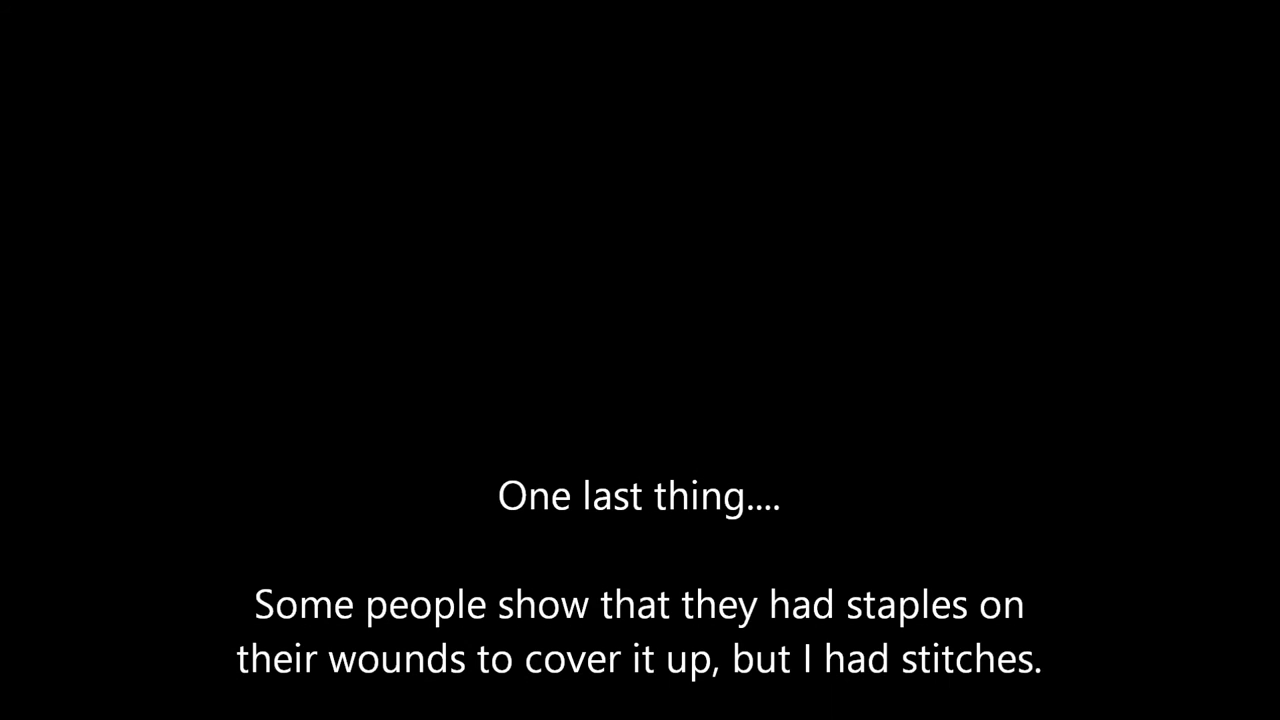 One last thing....
Some people show that they had staples on
their wounds to cover it up, but I had stitches.